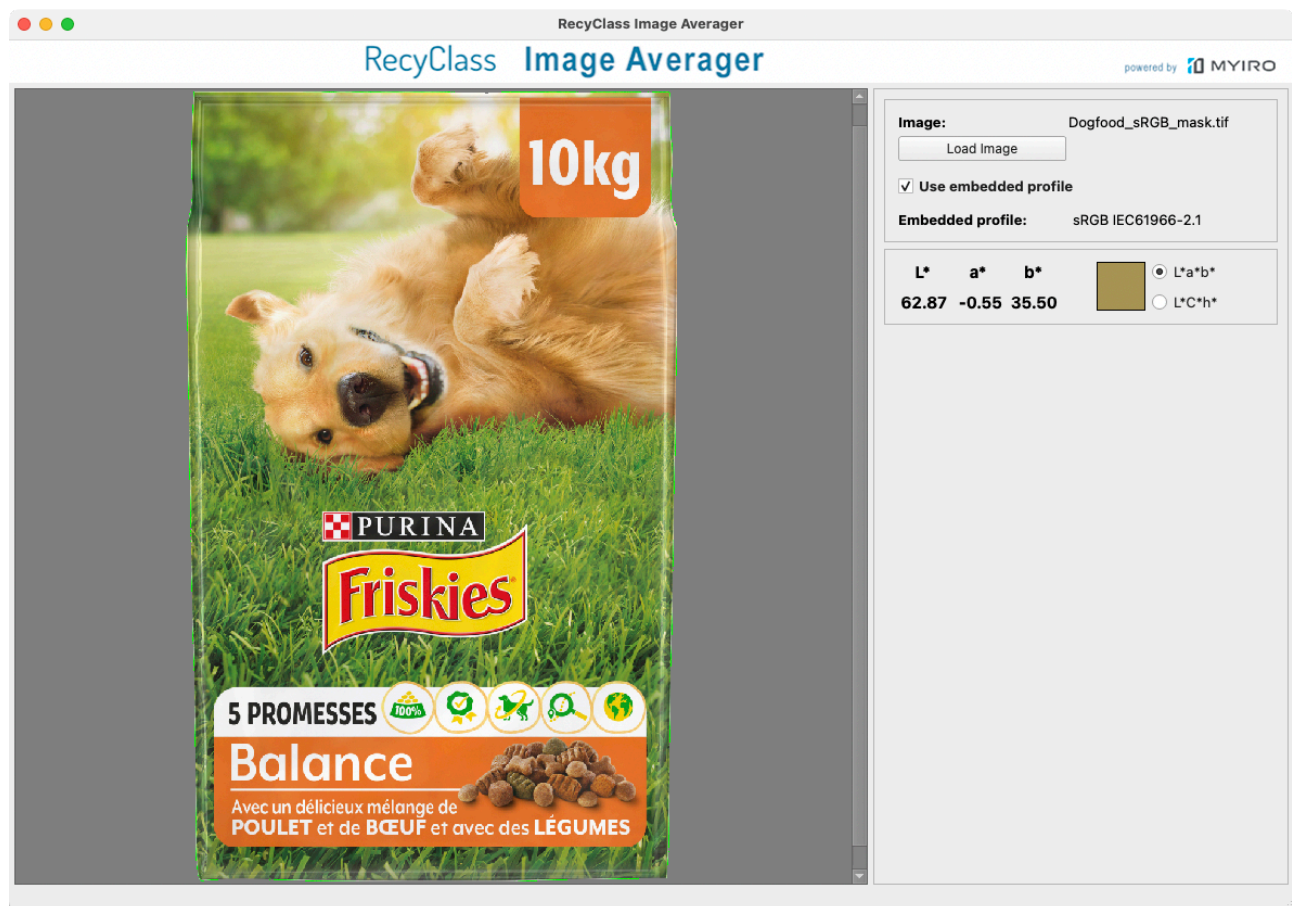 RecyClass Image Averager
RecyClass Image Averager
powered by MYIRO
Image: Dogfood_sRGB_mask.tif
Load Image
Use embedded profile
Embedded profile: sRGB IEC61966-2.1
L* a* b*
62.87 -0.55 35.50
L*a*b*
L*C*h*
10kg
PURINA
Friskies
5 PROMESSES
100%
Balance
Avec un délicieux mélange de
POULET et de BŒUF et avec des LÉGUMES